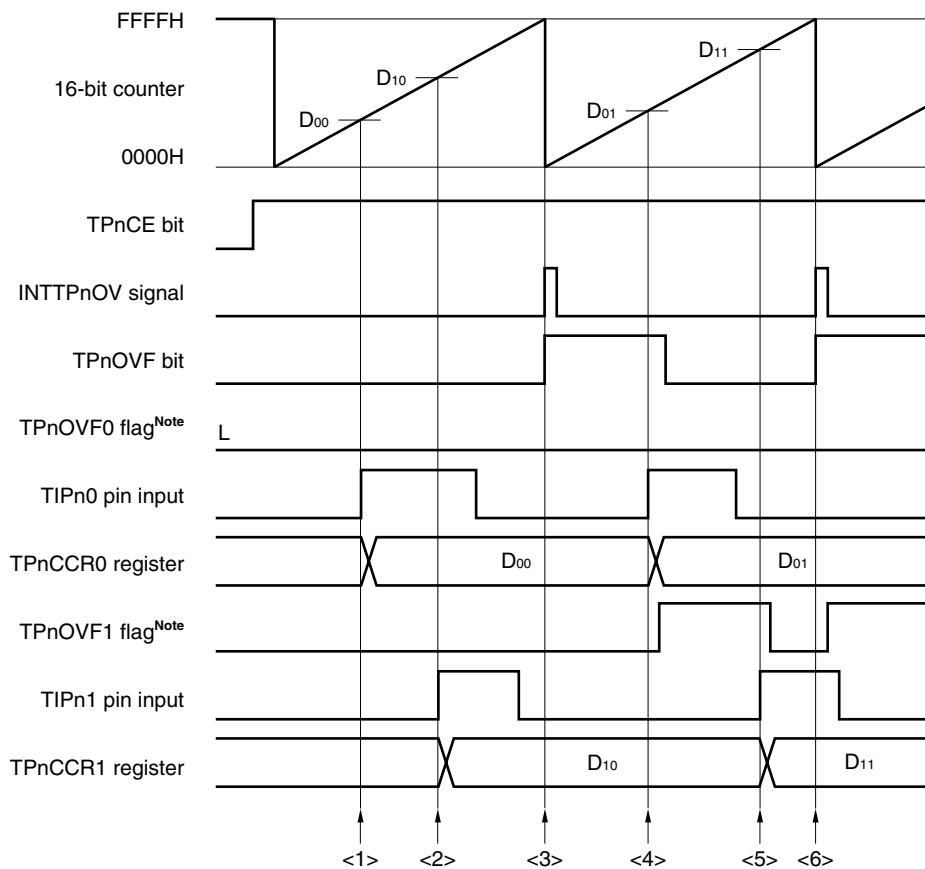 FFFFH
D11
D10
16-bit counter
D01
D00
0000H
TPnCE bit
INTTPnOV signal
TPnOVF bit
TPnOVF0 flagNote
L
TIPn0 pin input
TPnCCR0 register
D00
D01
TPnOVF1 flagNote
TIPn1 pin input
TPnCCR1 register
D10
D11
<1>
<2>
<3>
<4>
<5>
<6>